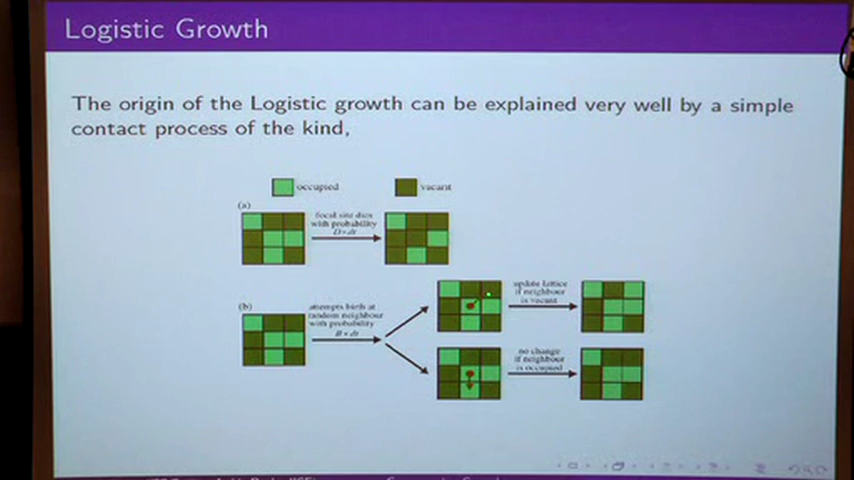 Logistic Growth
The origin of the Logistic growth can be explained very well by a simple
contact process of the kind,
occupied
vacant
(a)
focal site dies
with probability
D×dt
(b)
attempts birth at
random neighbour
with probability
B×dt
update lattice
if neighbour
is vacant
no change
if neighbour
is occupied